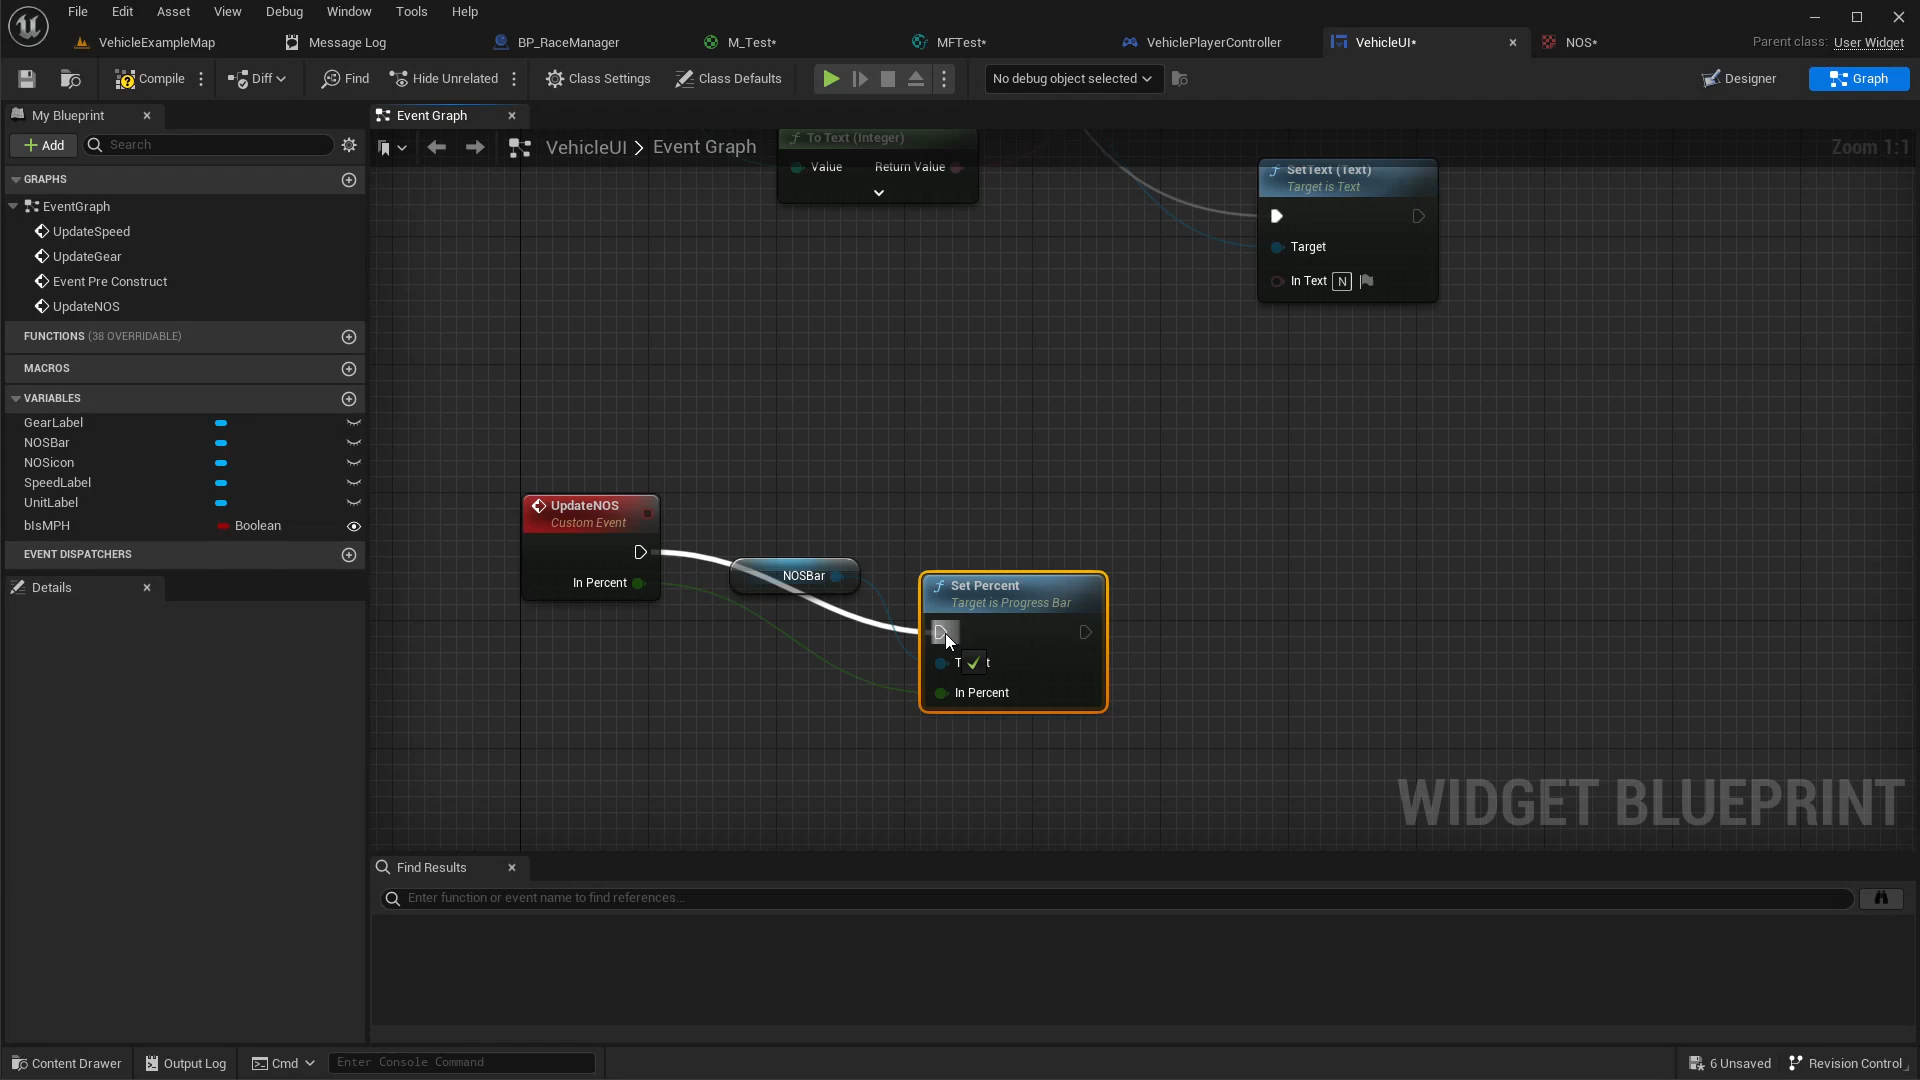 File Edit Asset View Debug Window Tools Help
VehicleExampleMap Message Log BP_RaceManager M_Test* MFTest* VehiclePlayerController VehicleUI* NOS* Parent class: User Widget
Compile Diff Find Hide Unrelated Class Settings Class Defaults No debug object selected Designer Graph
My Blueprint
Event Graph
Add Search
VehicleUI > Event Graph
Zoom 1:1
To Text (Integer)
Value Return Value
SetText (Text)
Target is Text
Target
In Text N
GRAPHS
EventGraph
UpdateSpeed
UpdateGear
Event Pre Construct
UpdateNOS
FUNCTIONS (38 OVERRIDABLE)
MACROS
VARIABLES
GearLabel
NOSBar
NOSicon
SpeedLabel
UnitLabel
bIsMPH Boolean
EVENT DISPATCHERS
Details
UpdateNOS
Custom Event
In Percent
NOSBar
Set Percent
Target is Progress Bar
In Percent
WIDGET BLUEPRINT
Find Results
Enter function or event name to find references...
Content Drawer Output Log Cmd Enter Console Command 6 Unsaved Revision Control